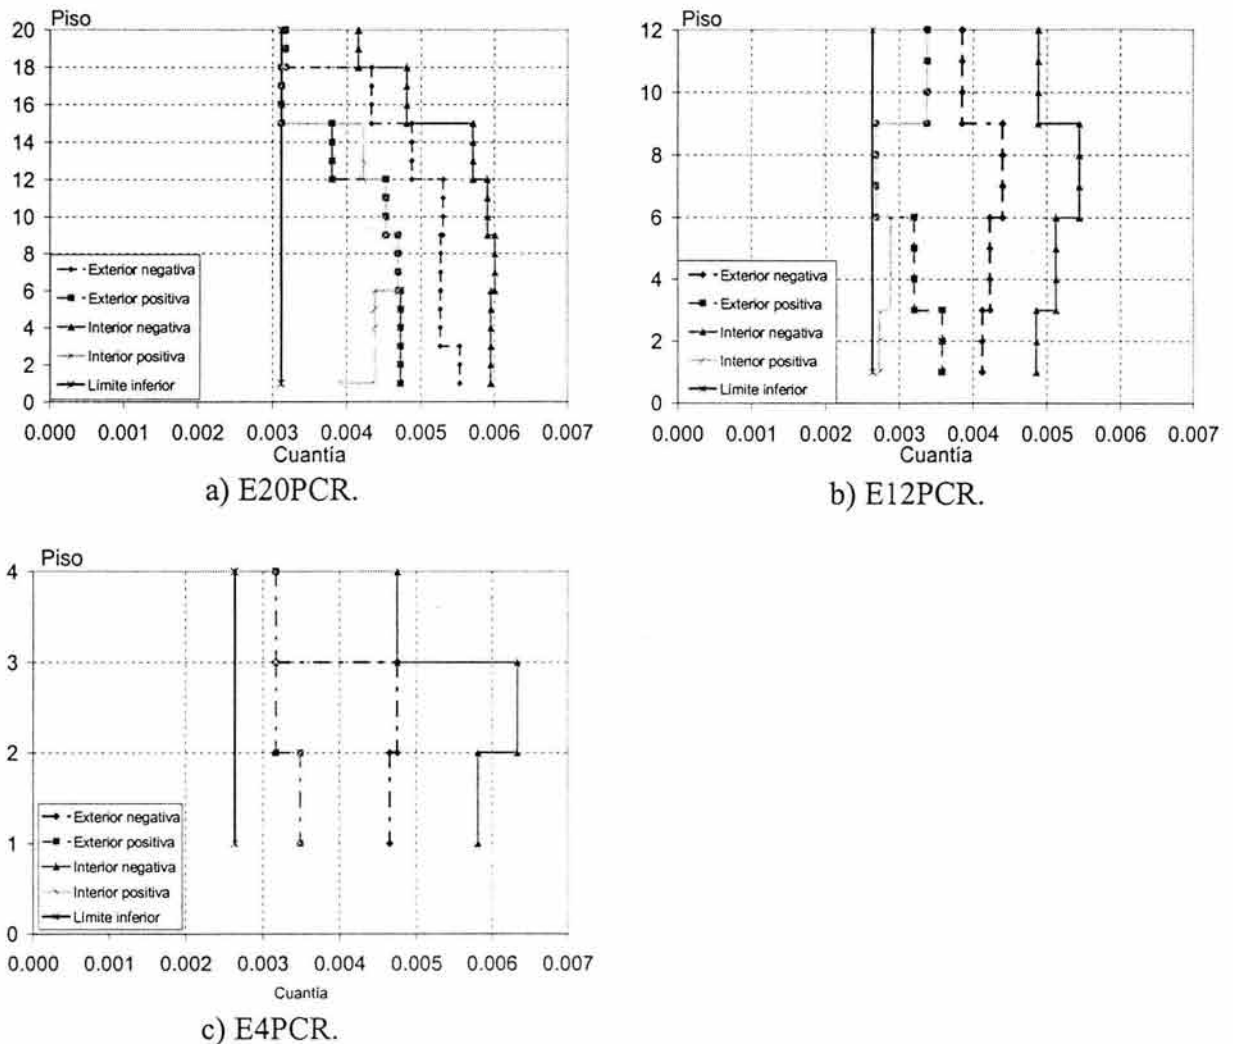 Piso
20
18
16
14
12
10
8
6
4
2
0
Exterior negativa
Exterior positiva
Interior negativa
Interior positiva
Límite inferior
0.000 0.001 0.002 0.003 0.004 0.005 0.006 0.007
Cuantía
a) E20PCR.
Piso
12
10
8
6
4
2
0
Exterior negativa
Exterior positiva
Interior negativa
Interior positiva
Límite inferior
0.000 0.001 0.002 0.003 0.004 0.005 0.006 0.007
Cuantía
b) E12PCR.
Piso
4
3
2
1
0
Exterior negativa
Exterior positiva
Interior negativa
Interior positiva
Límite inferior
0.000 0.001 0.002 0.003 0.004 0.005 0.006 0.007
Cuantía
c) E4PCR.